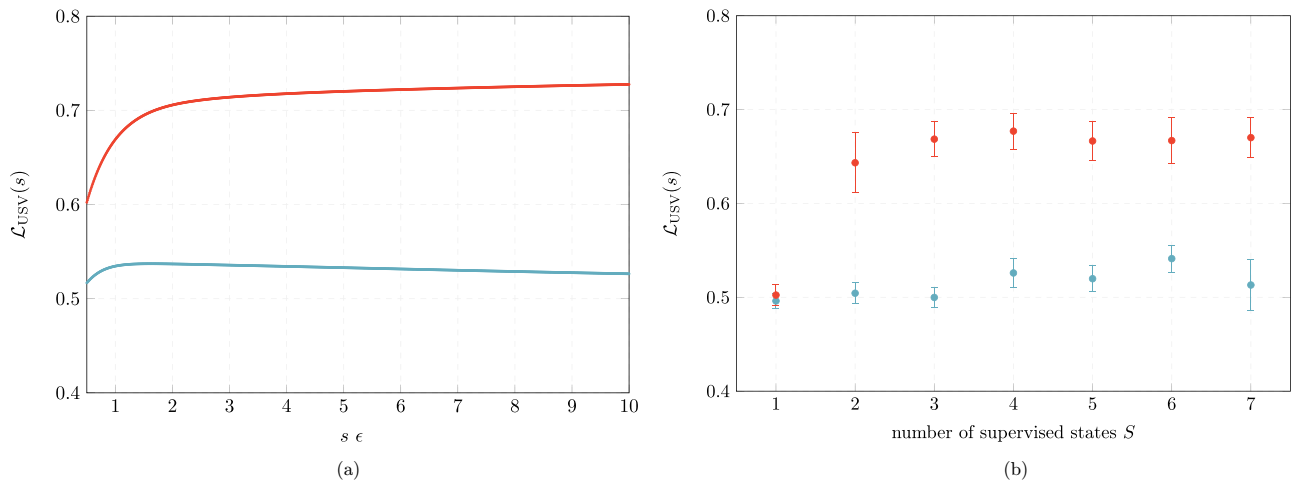 0.8
0.7
0.6
0.5
0.4
ℒ_USV(s)
1 2 3 4 5 6 7 8 9 10
s ϵ
(a)
0.8
0.7
0.6
0.5
0.4
ℒ_USV(s)
1 2 3 4 5 6 7
number of supervised states S
(b)